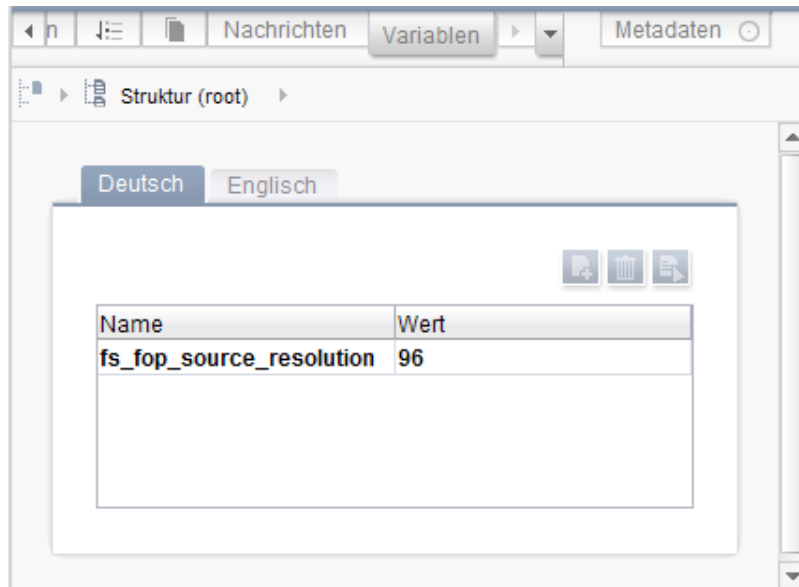 n Nachrichten Variablen Metadaten
Struktur (root)
Deutsch Englisch
Name Wert
fs_fop_source_resolution 96